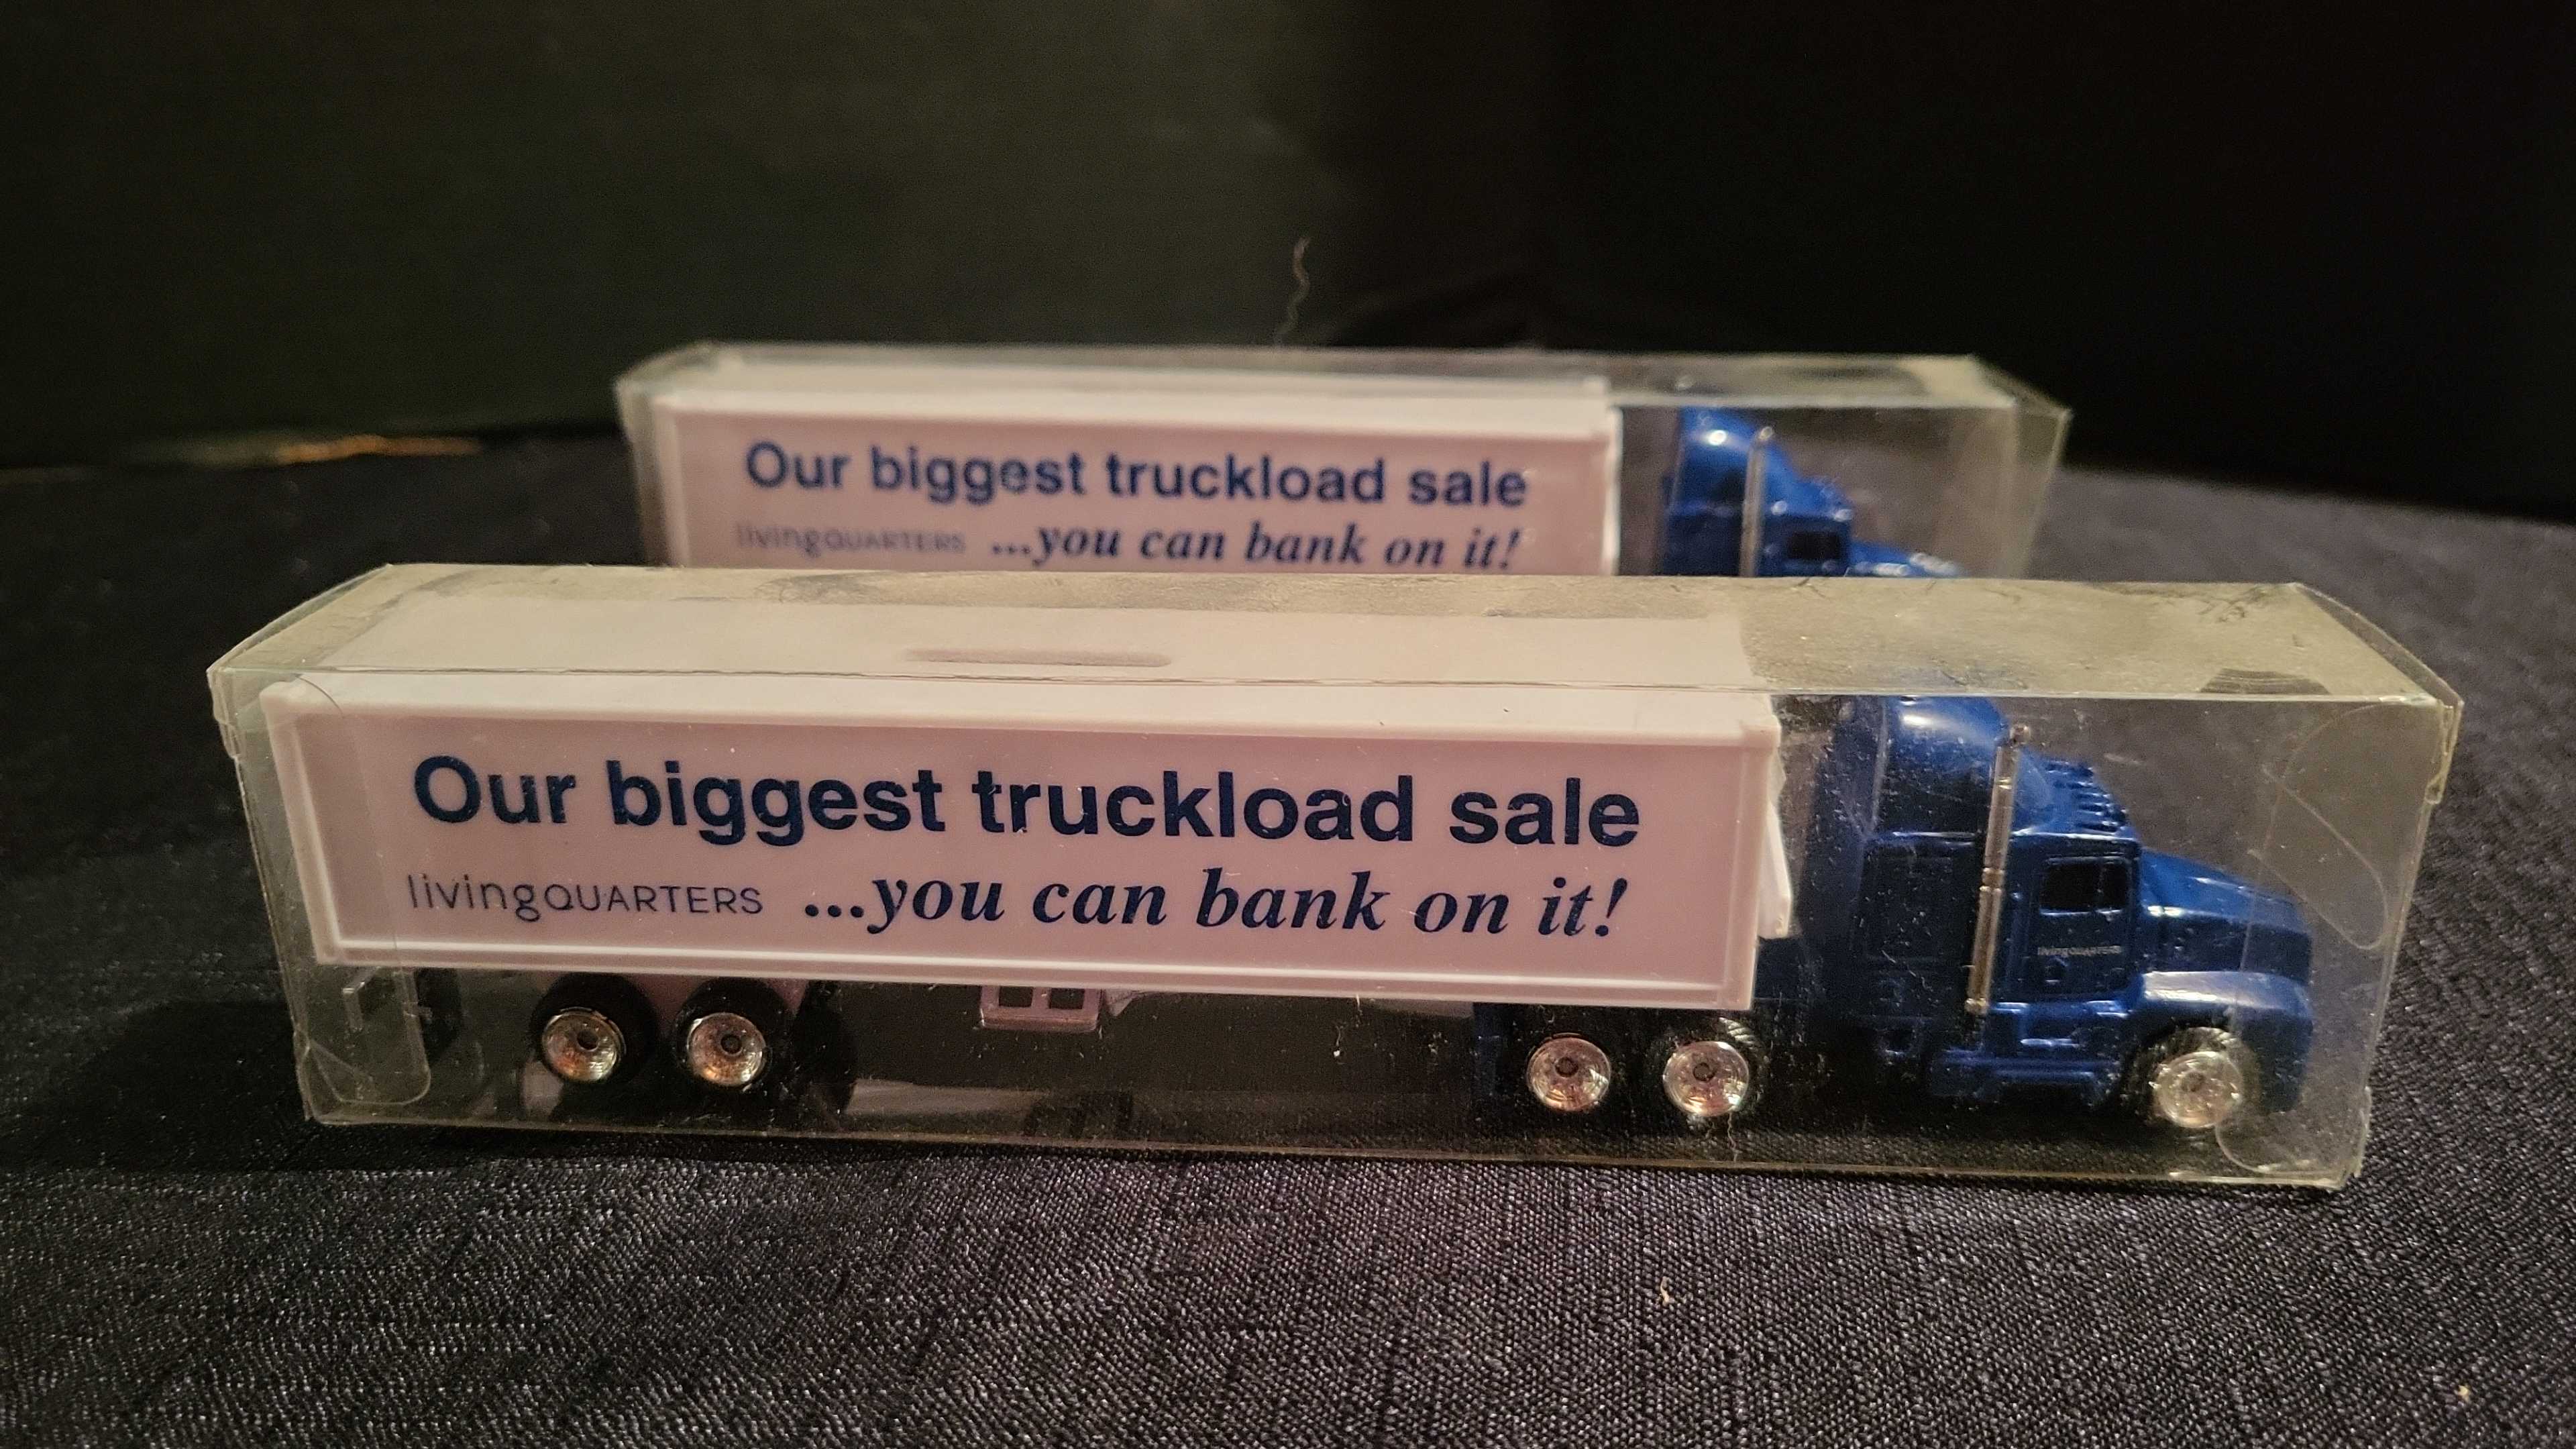 Our biggest truckload sale
livingQUARTERS ...you can bank on it!
Our biggest truckload sale
livingQUARTERS ...you can bank on it!
livingQUARTERS